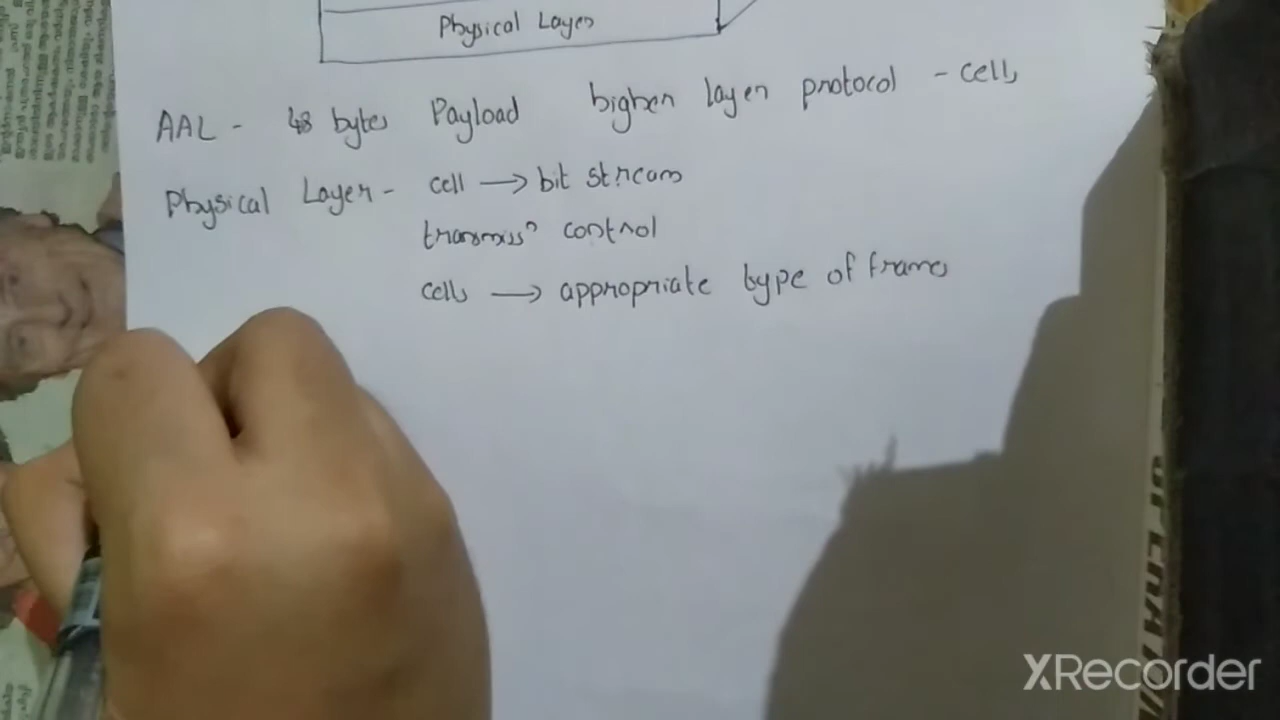 Physical Layer
AAL - 48 bytes Payload higher layer protocol - cells
Physical Layer - cell → bit stream
transmissⁿ control
cells → appropriate type of frames
XRecorder